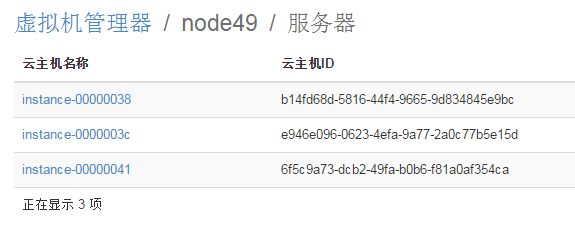 虚拟机管理器 / node49 / 服务器
云主机名称 云主机ID
instance-00000038 b14fd68d-5816-44f4-9665-9d834845e9bc
instance-0000003c e946e096-0623-4efa-9a77-2a0c77b5e15d
instance-00000041 6f5c9a73-dcb2-49fa-b0b6-f81a0af354ca
正在显示 3 项